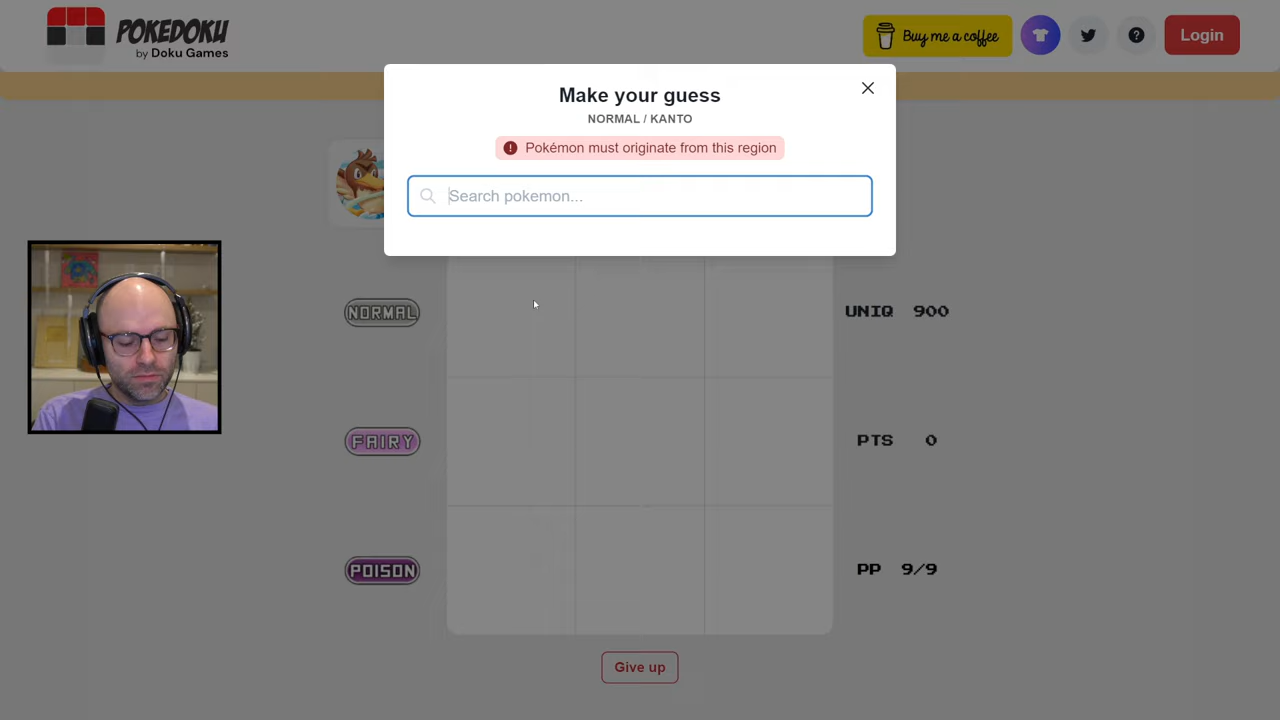 POKEDOKU
by Doku Games
Buy me a coffee
Login
Make your guess
NORMAL / KANTO
Pokémon must originate from this region
Search pokemon...
NORMAL
UNIQ 900
FAIRY
PTS 0
POISON
PP 9/9
Give up